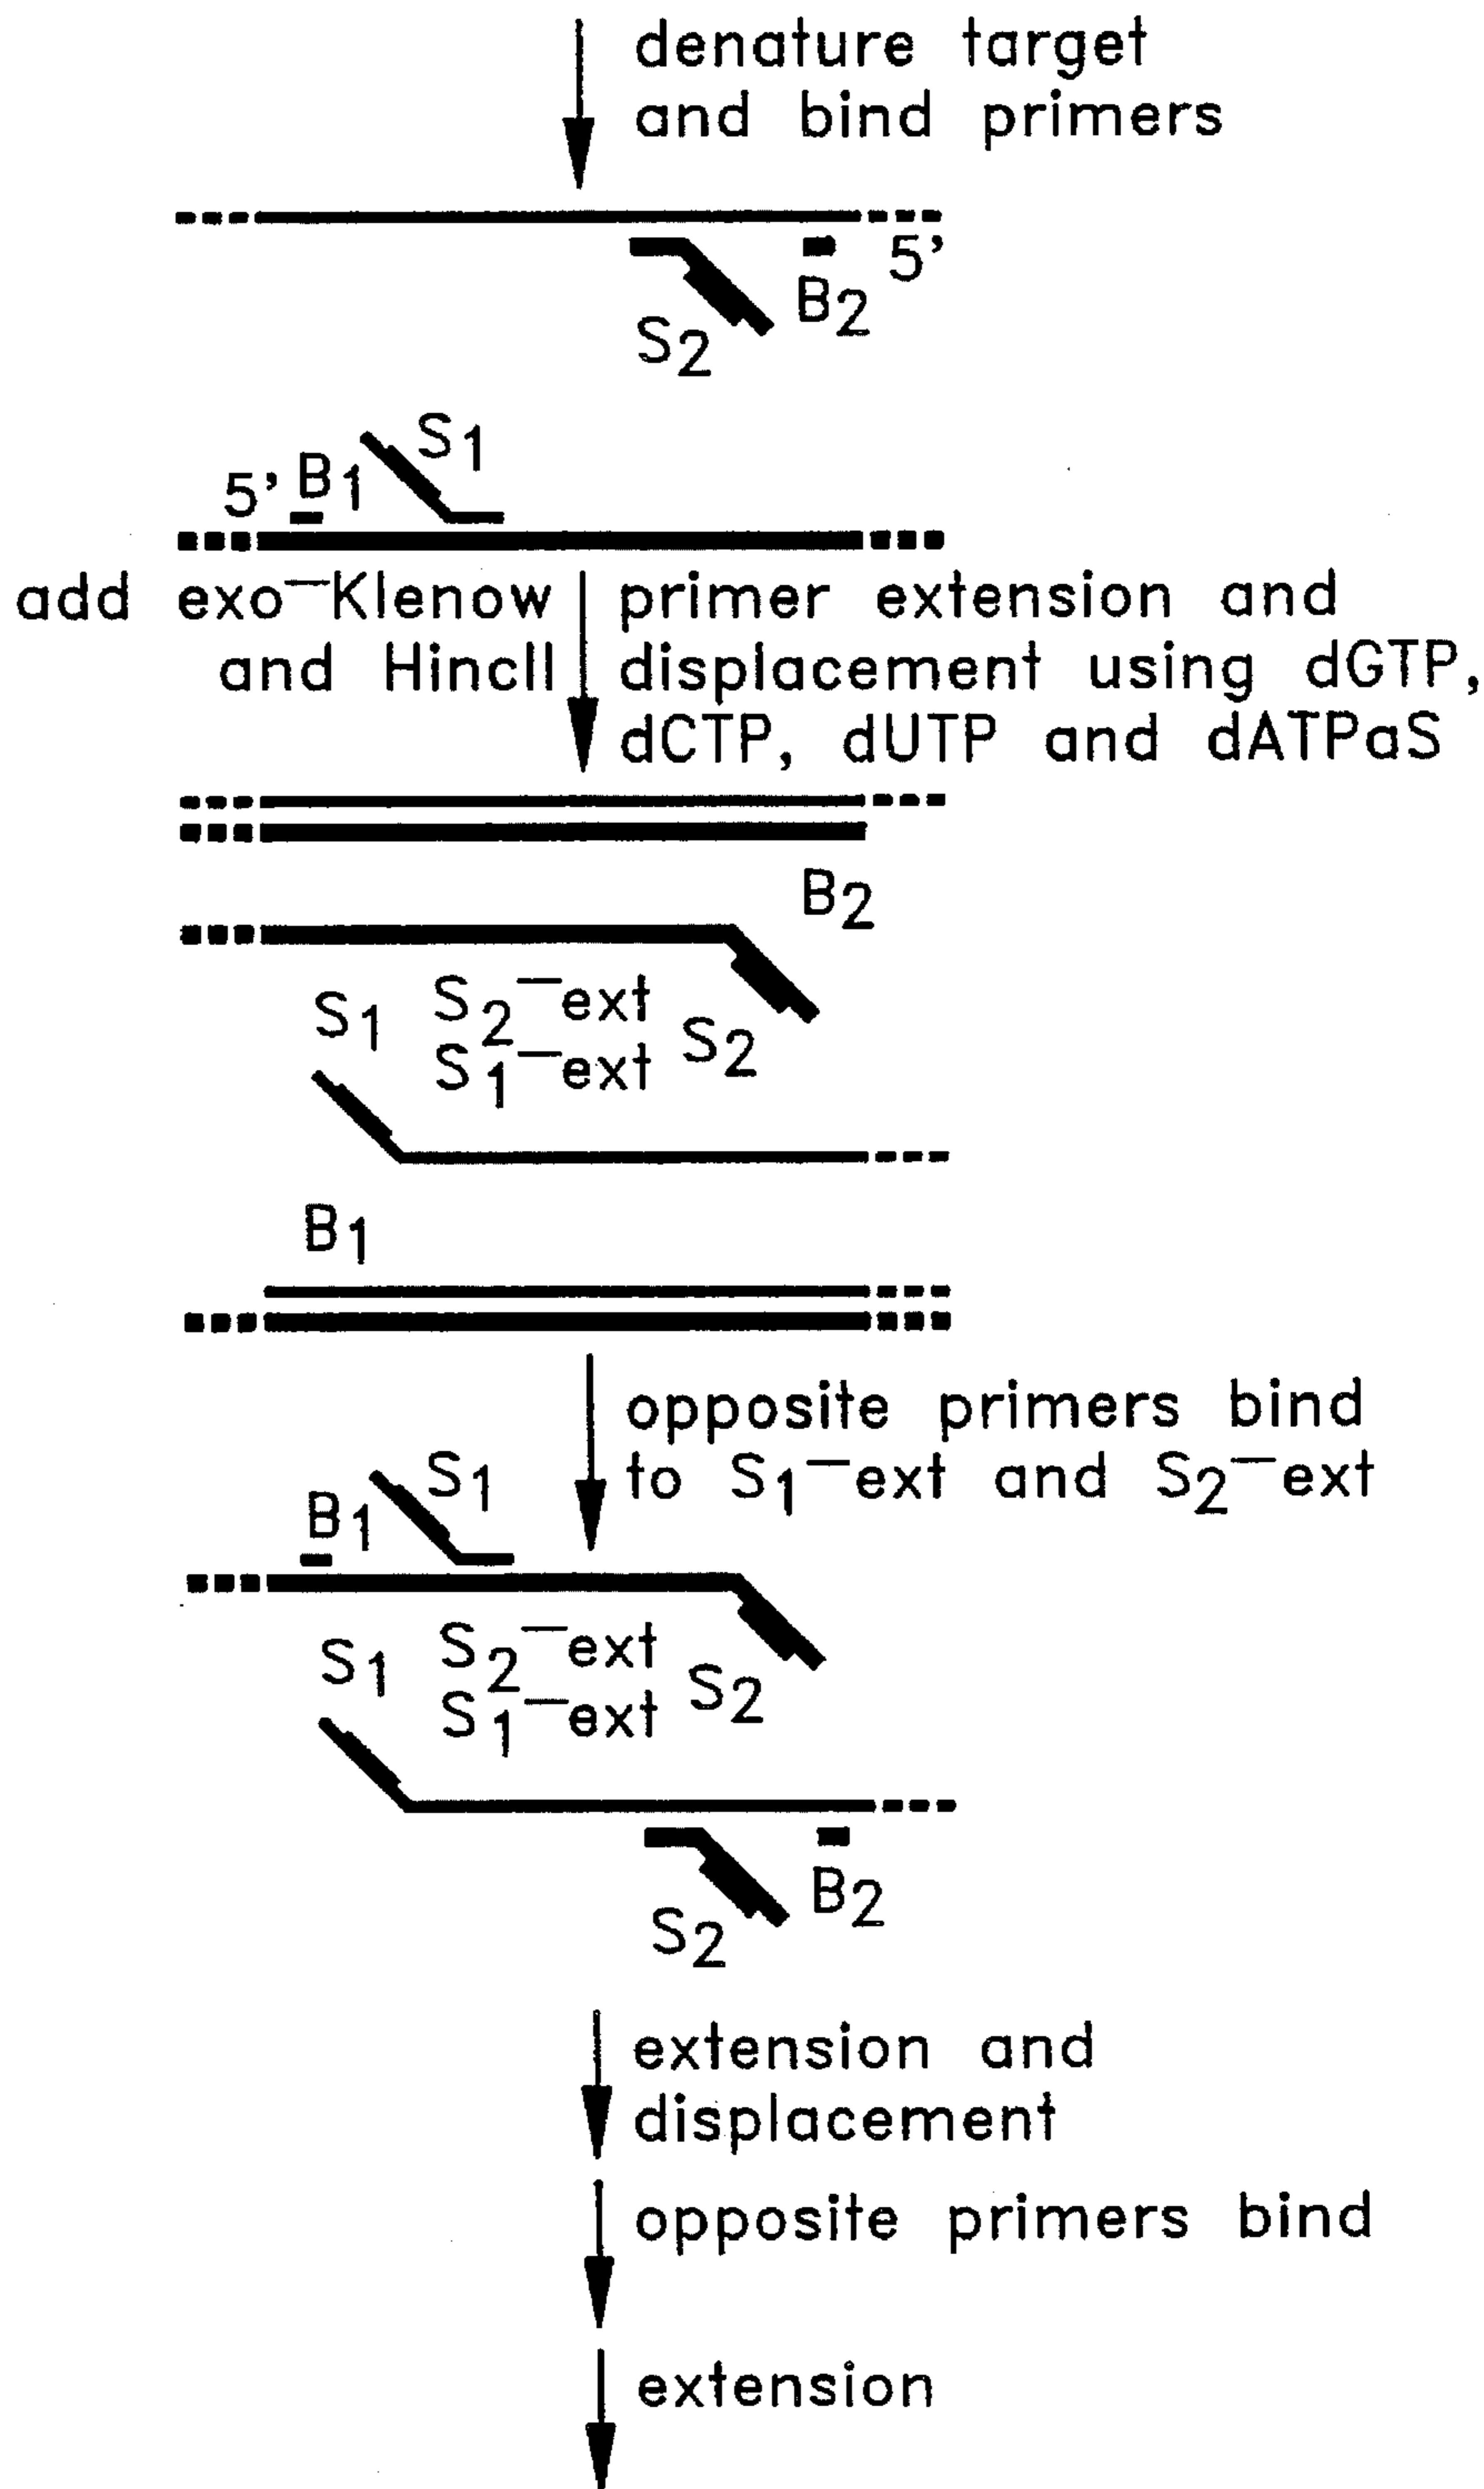 denature target
and bind primers
5'
B2
S2
S1
5' B1
add exo⁻Klenow
and HincII
primer extension and
displacement using dGTP,
dCTP, dUTP and dATPaS
B2
S1 S2⁻ext S2
S1⁻ext
B1
opposite primers bind
to S1⁻ext and S2⁻ext
S1
B1
S1 S2⁻ext S2
S1⁻ext
B2
S2
extension and
displacement
opposite primers bind
extension